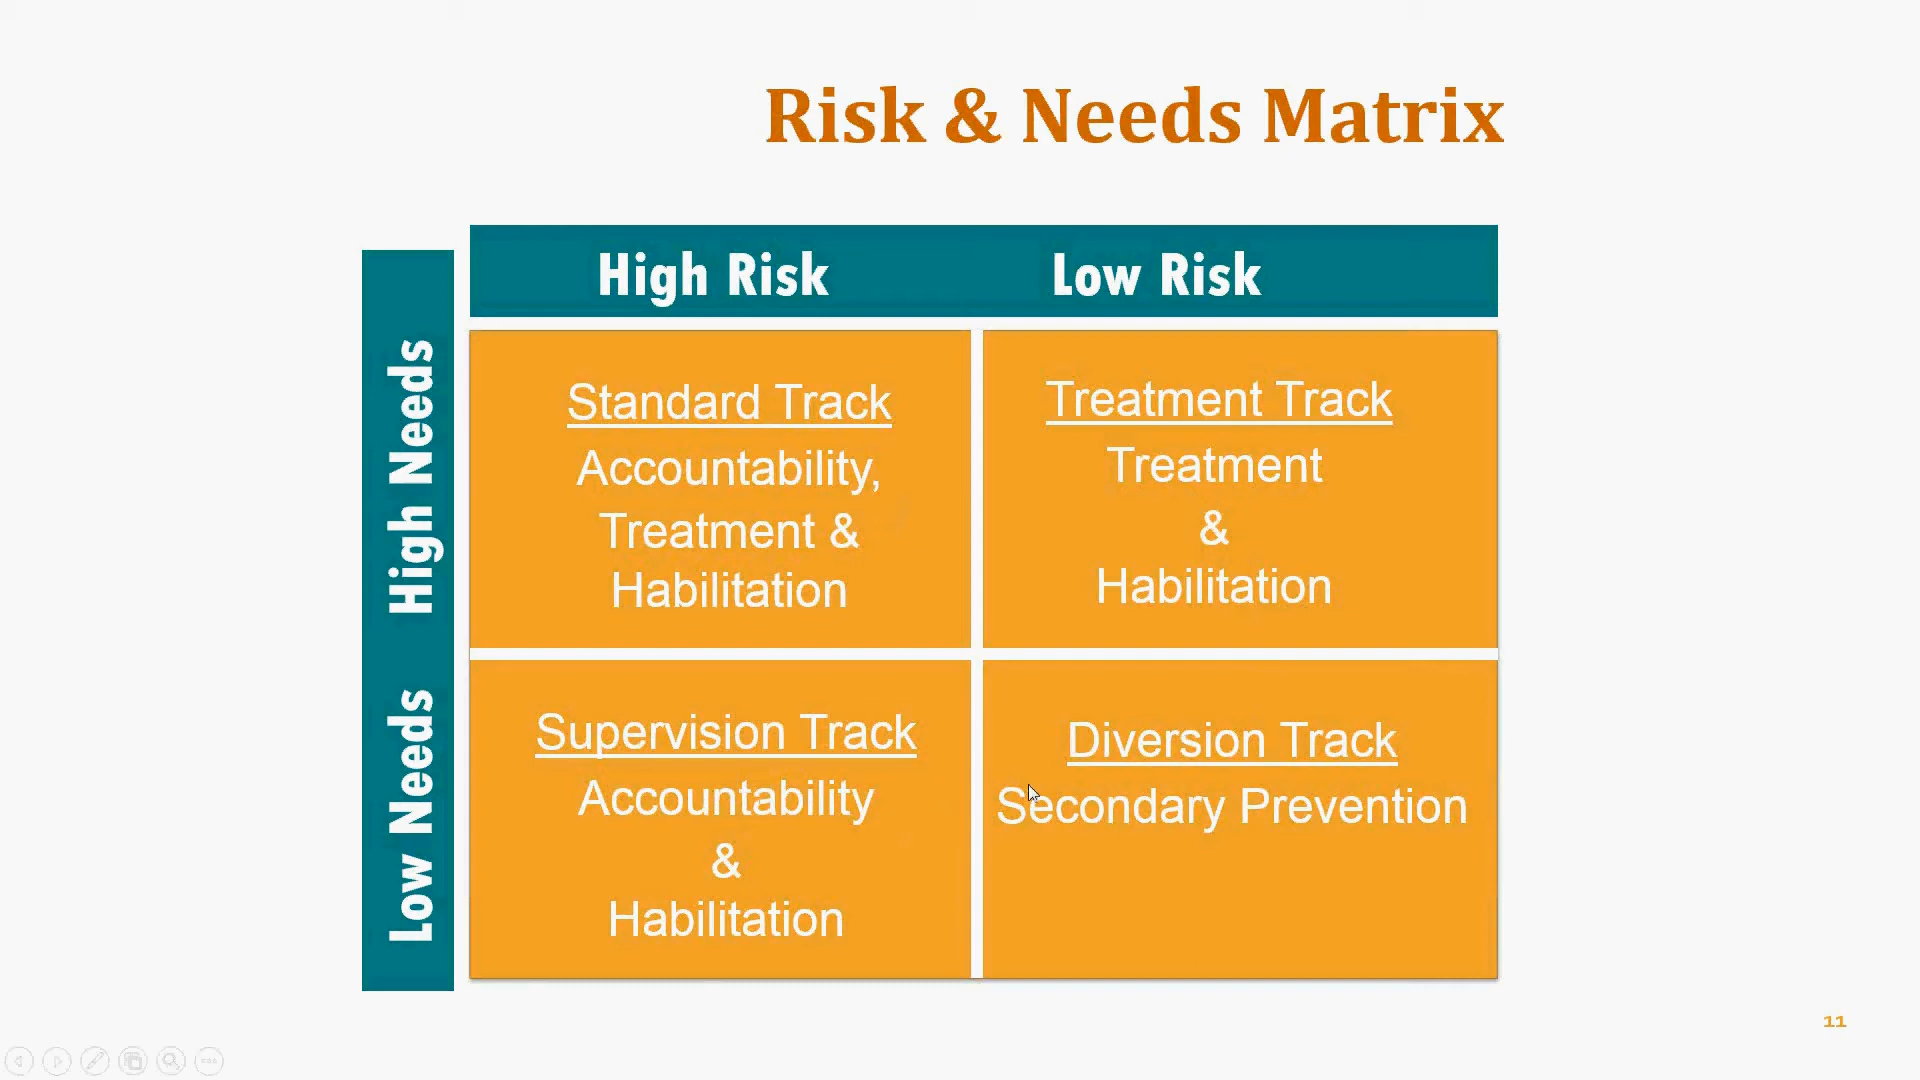 Risk & Needs Matrix
High Risk
Low Risk
High Needs
Standard Track
Accountability,
Treatment &
Habilitation
Treatment Track
Treatment
&
Habilitation
Low Needs
Supervision Track
Accountability
&
Habilitation
Diversion Track
Secondary Prevention
11